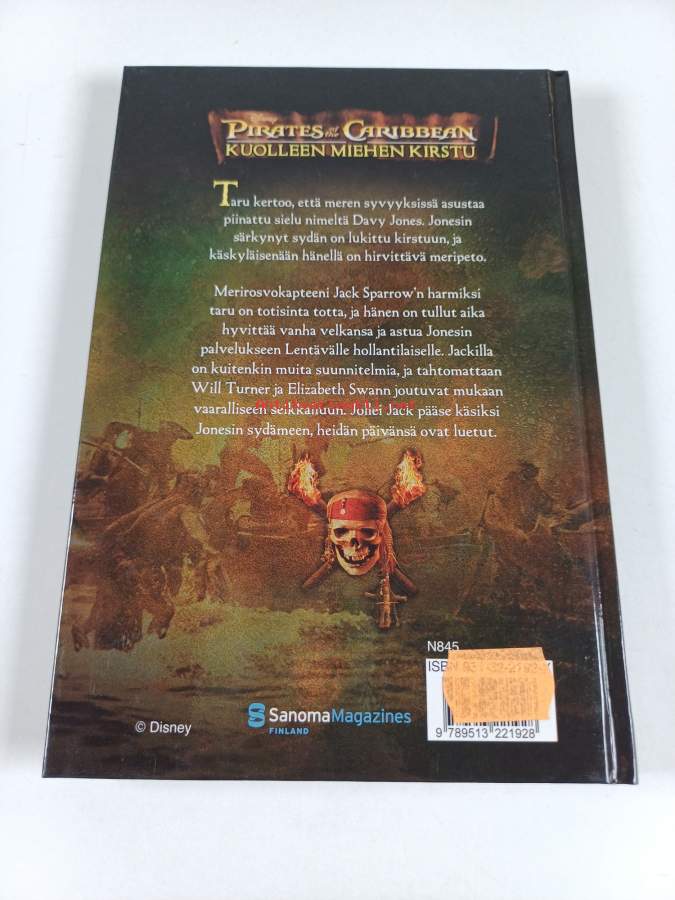 Disney
PIRATES of the CARIBBEAN
KUOLLEEN MIEHEN KIRSTU
Taru kertoo, että meren syvyyksissä asustaa
piinattu sielu nimeltä Davy Jones. Jonesin
särkynyt sydän on lukittu kirstuun, ja
käskyläisenään hänellä on hirvittävä meripeto.
Merirosvokapteeni Jack Sparrow'n harmiksi
taru on totisinta totta, ja hänen on tullut aika
hyvittää vanha velkansa ja astua Jonesin
palvelukseen Lentävälle hollantilaiselle. Jackilla
on kuitenkin muita suunnitelmia, ja tahtomattaan
Will Turner ja Elizabeth Swann joutuvat mukaan
vaaralliseen seikkailuun. Jollei Jack pääse käsiksi
Jonesin sydämeen, heidän päivänsä ovat luetut.
N845
ISBN
9 789513 221928
SanomaMagazines
FINLAND
© Disney